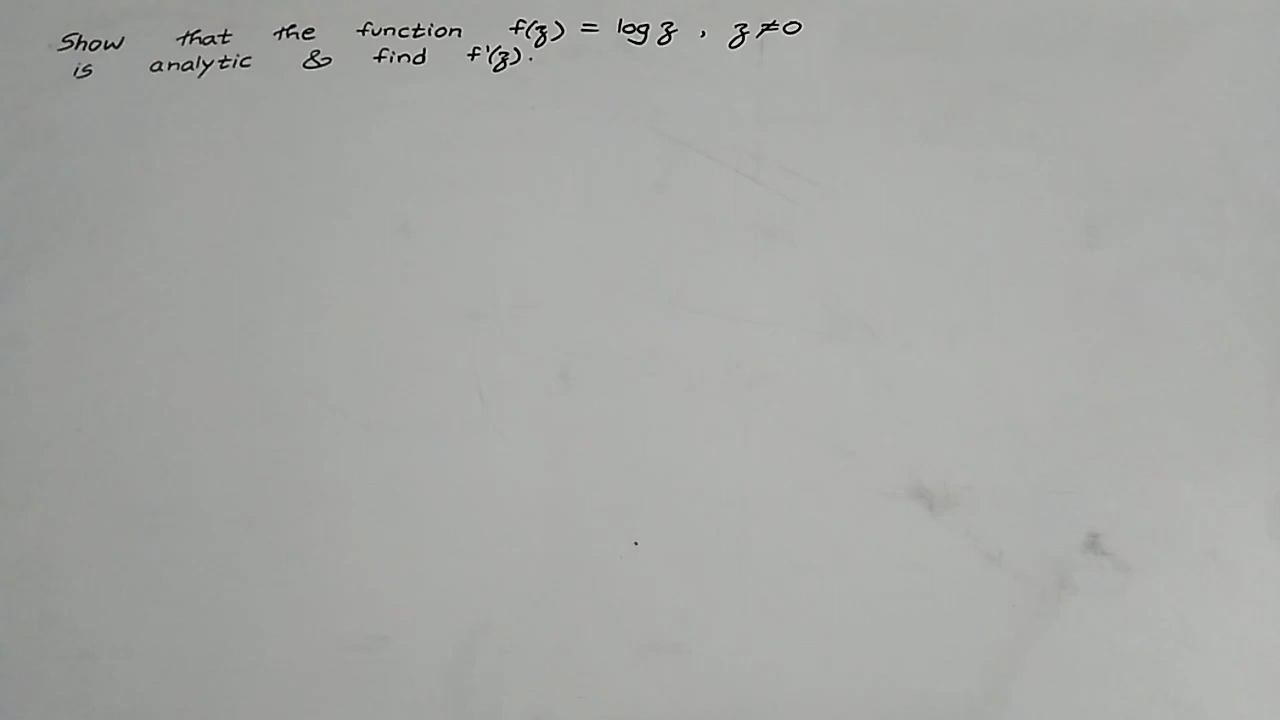 Show that the function f(z) = log z , z ≠ 0
is analytic & find f'(z).